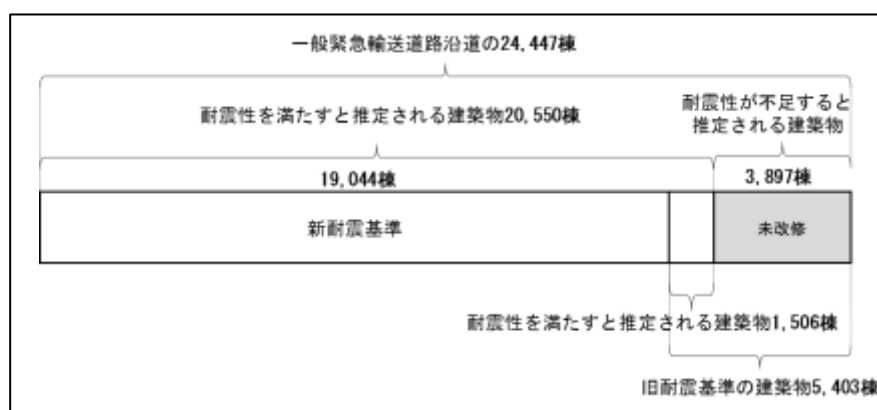 一般緊急輸送道路沿道の24,447棟
耐震性を満たすと推定される建築物20,550棟
耐震性が不足すると
推定される建築物
19,044棟
3,897棟
新耐震基準
未改修
耐震性を満たすと推定される建築物1,506棟
旧耐震基準の建築物5,403棟